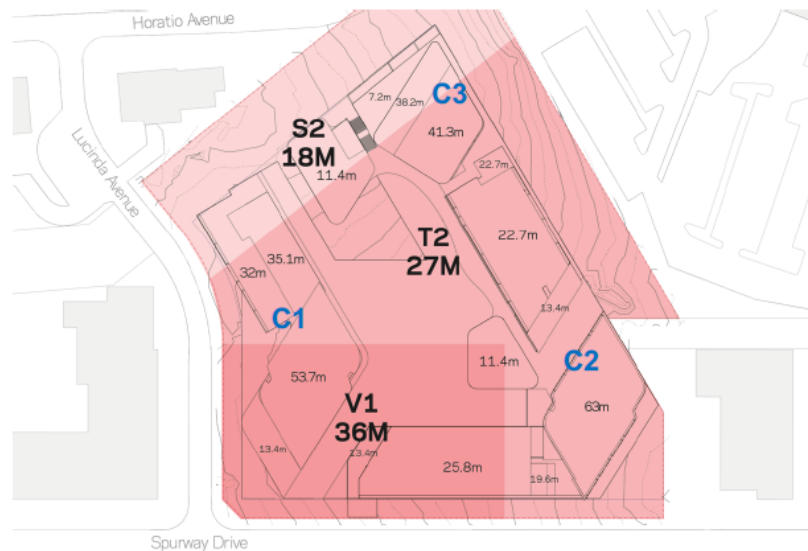 Horatio Avenue
Lucinda Avenue
7.2m
38.2m
C3
S2
18M
41.3m
11.4m
22.7m
22.7m
T2
27M
35.1m
32m
13.4m
C1
11.4m
C2
53.7m
V1
36M
63m
13.4m
13.4m
25.8m
19.6m
Spurway Drive